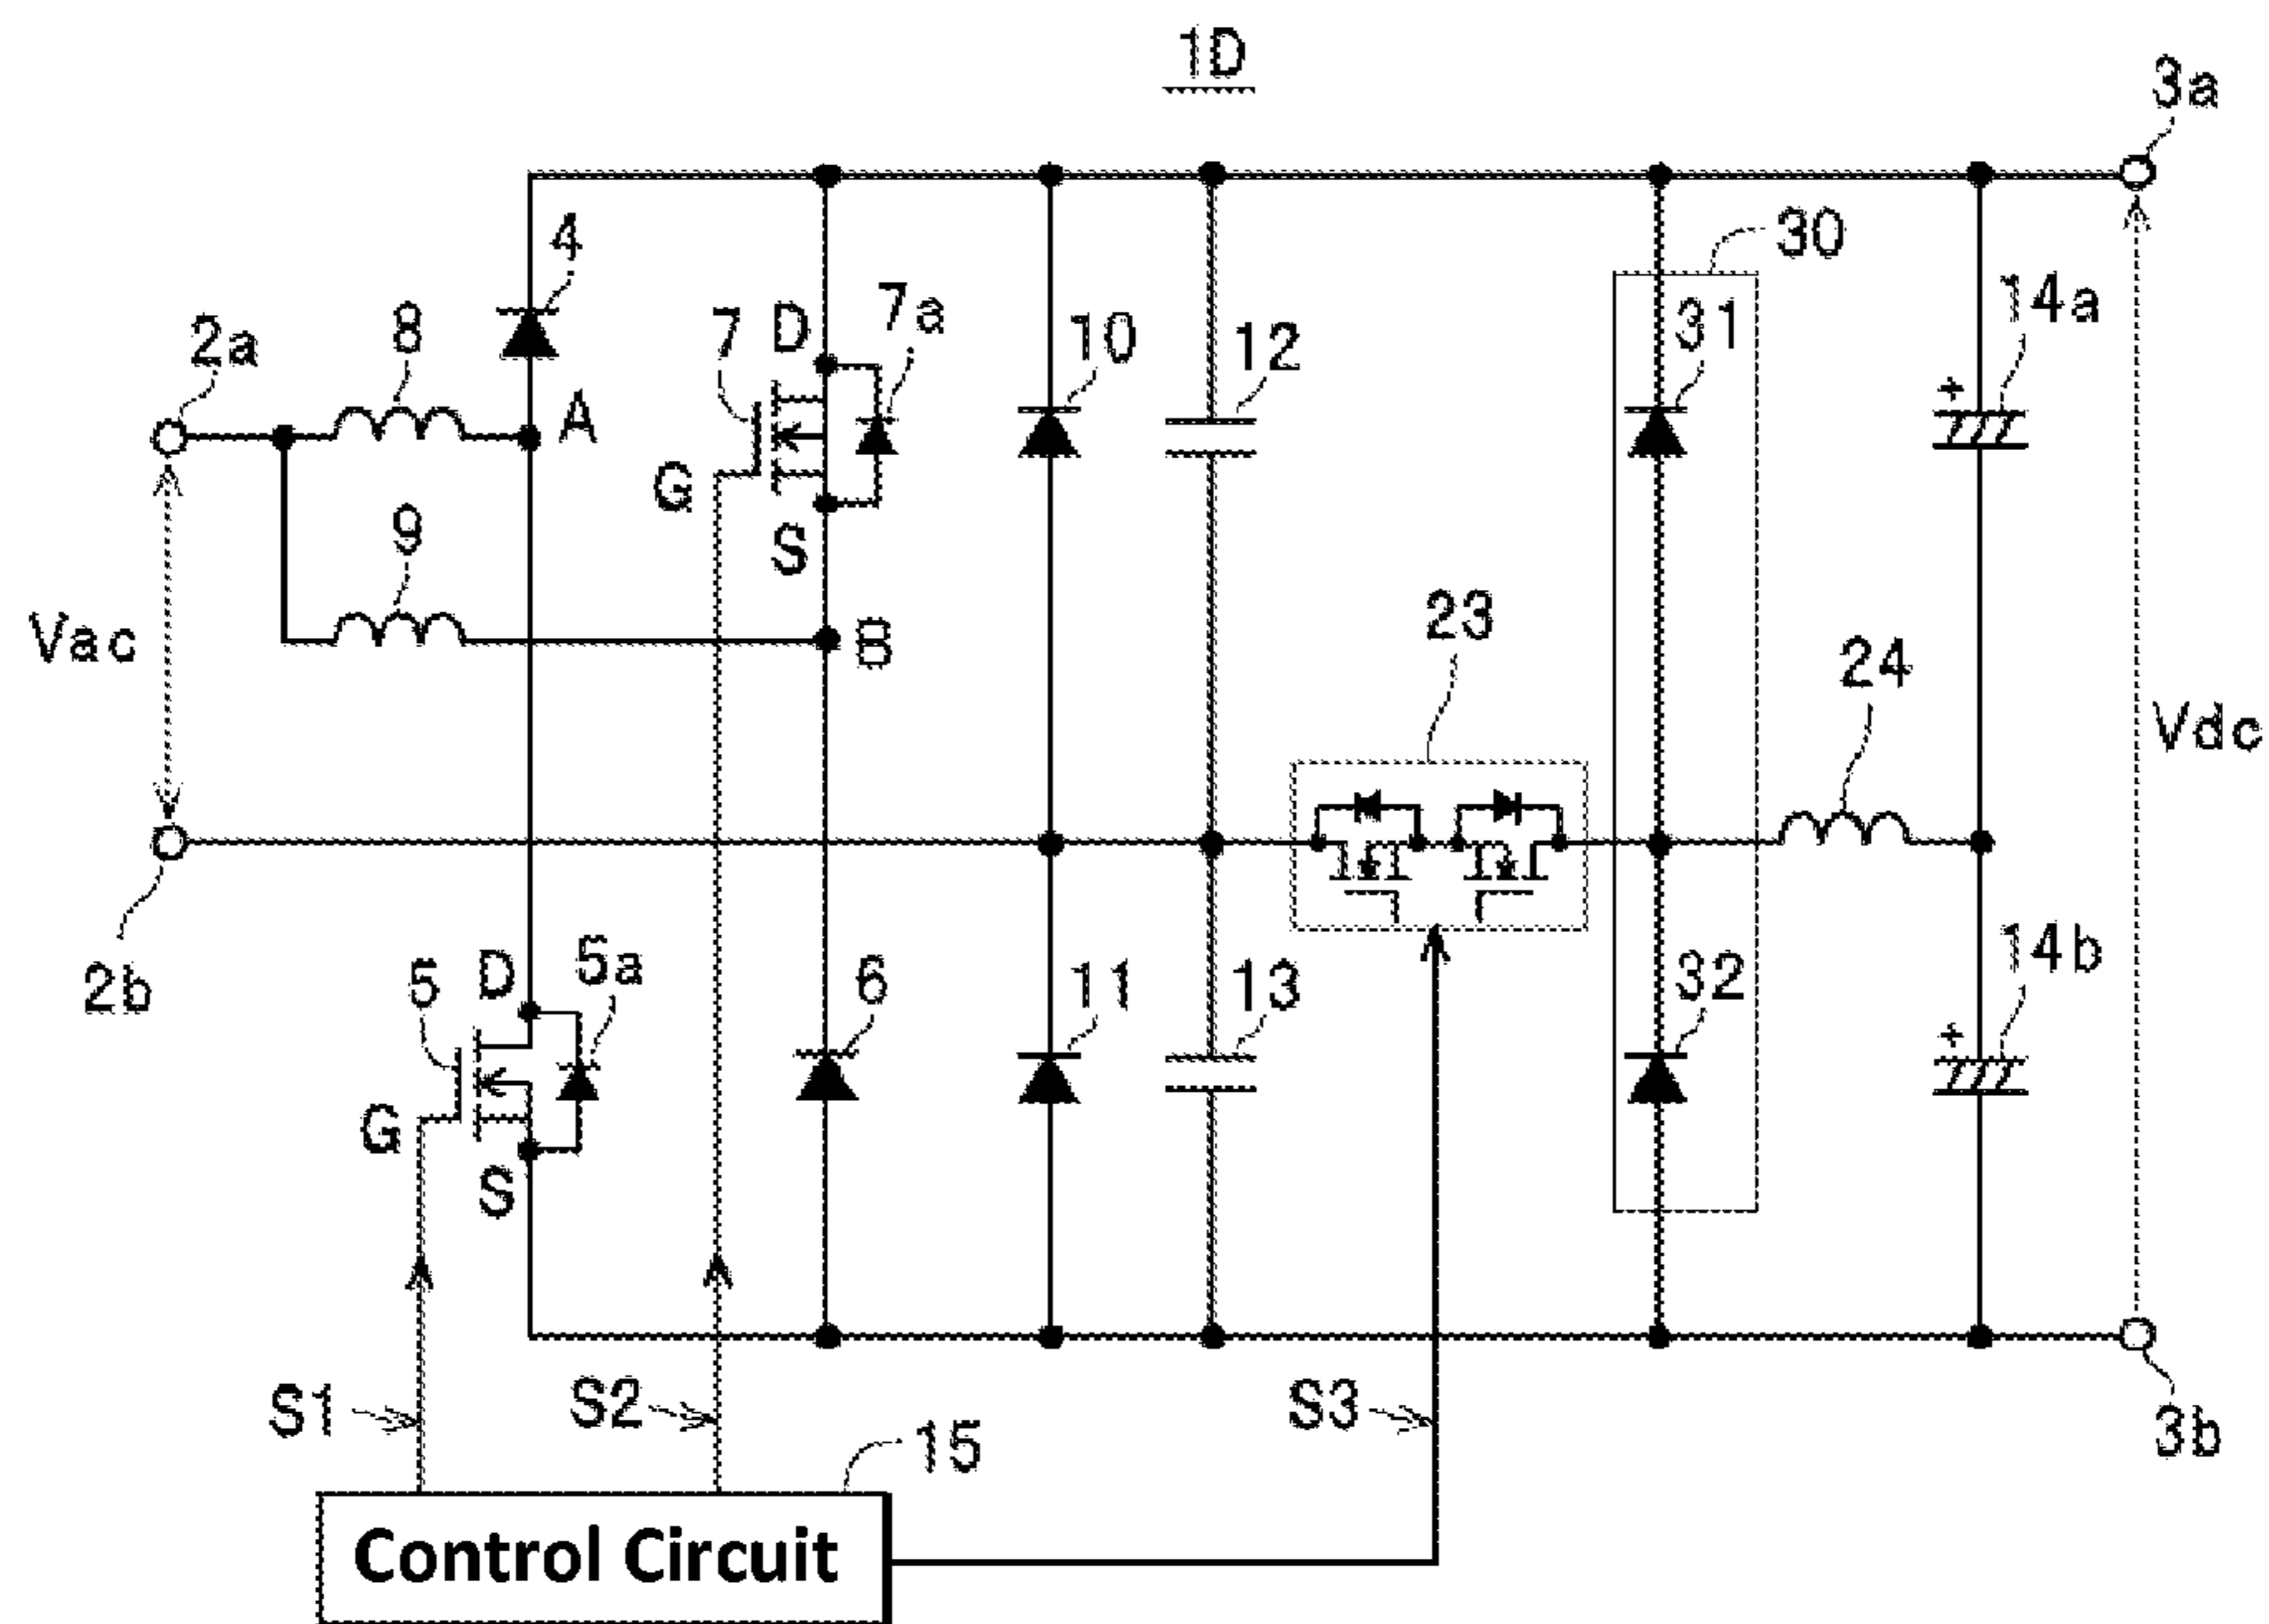 1D
3a
30
4
2a
8
7
D
7a
10
12
31
14a
+
A
G
S
9
B
Vac
23
24
Vdc
2b
5
D
5a
6
11
13
32
14b
+
G
S
S1
S2
S3
15
3b
Control Circuit